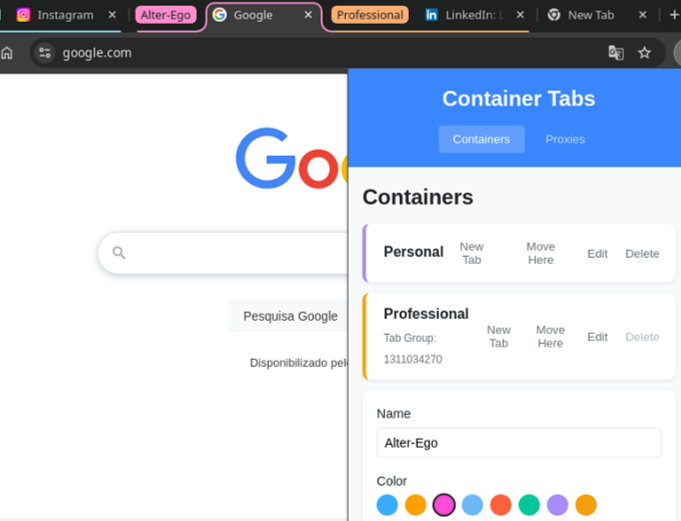 Instagram
Alter-Ego
Google
Professional
LinkedIn:
New Tab
google.com
Container Tabs
Containers
Proxies
Containers
Personal
New
Tab
Move
Here
Edit
Delete
Professional
Tab Group:
1311034270
New
Tab
Move
Here
Edit
Delete
Name
Alter-Ego
Color
Goo
Pesquisa Google
Disponibilizado pel